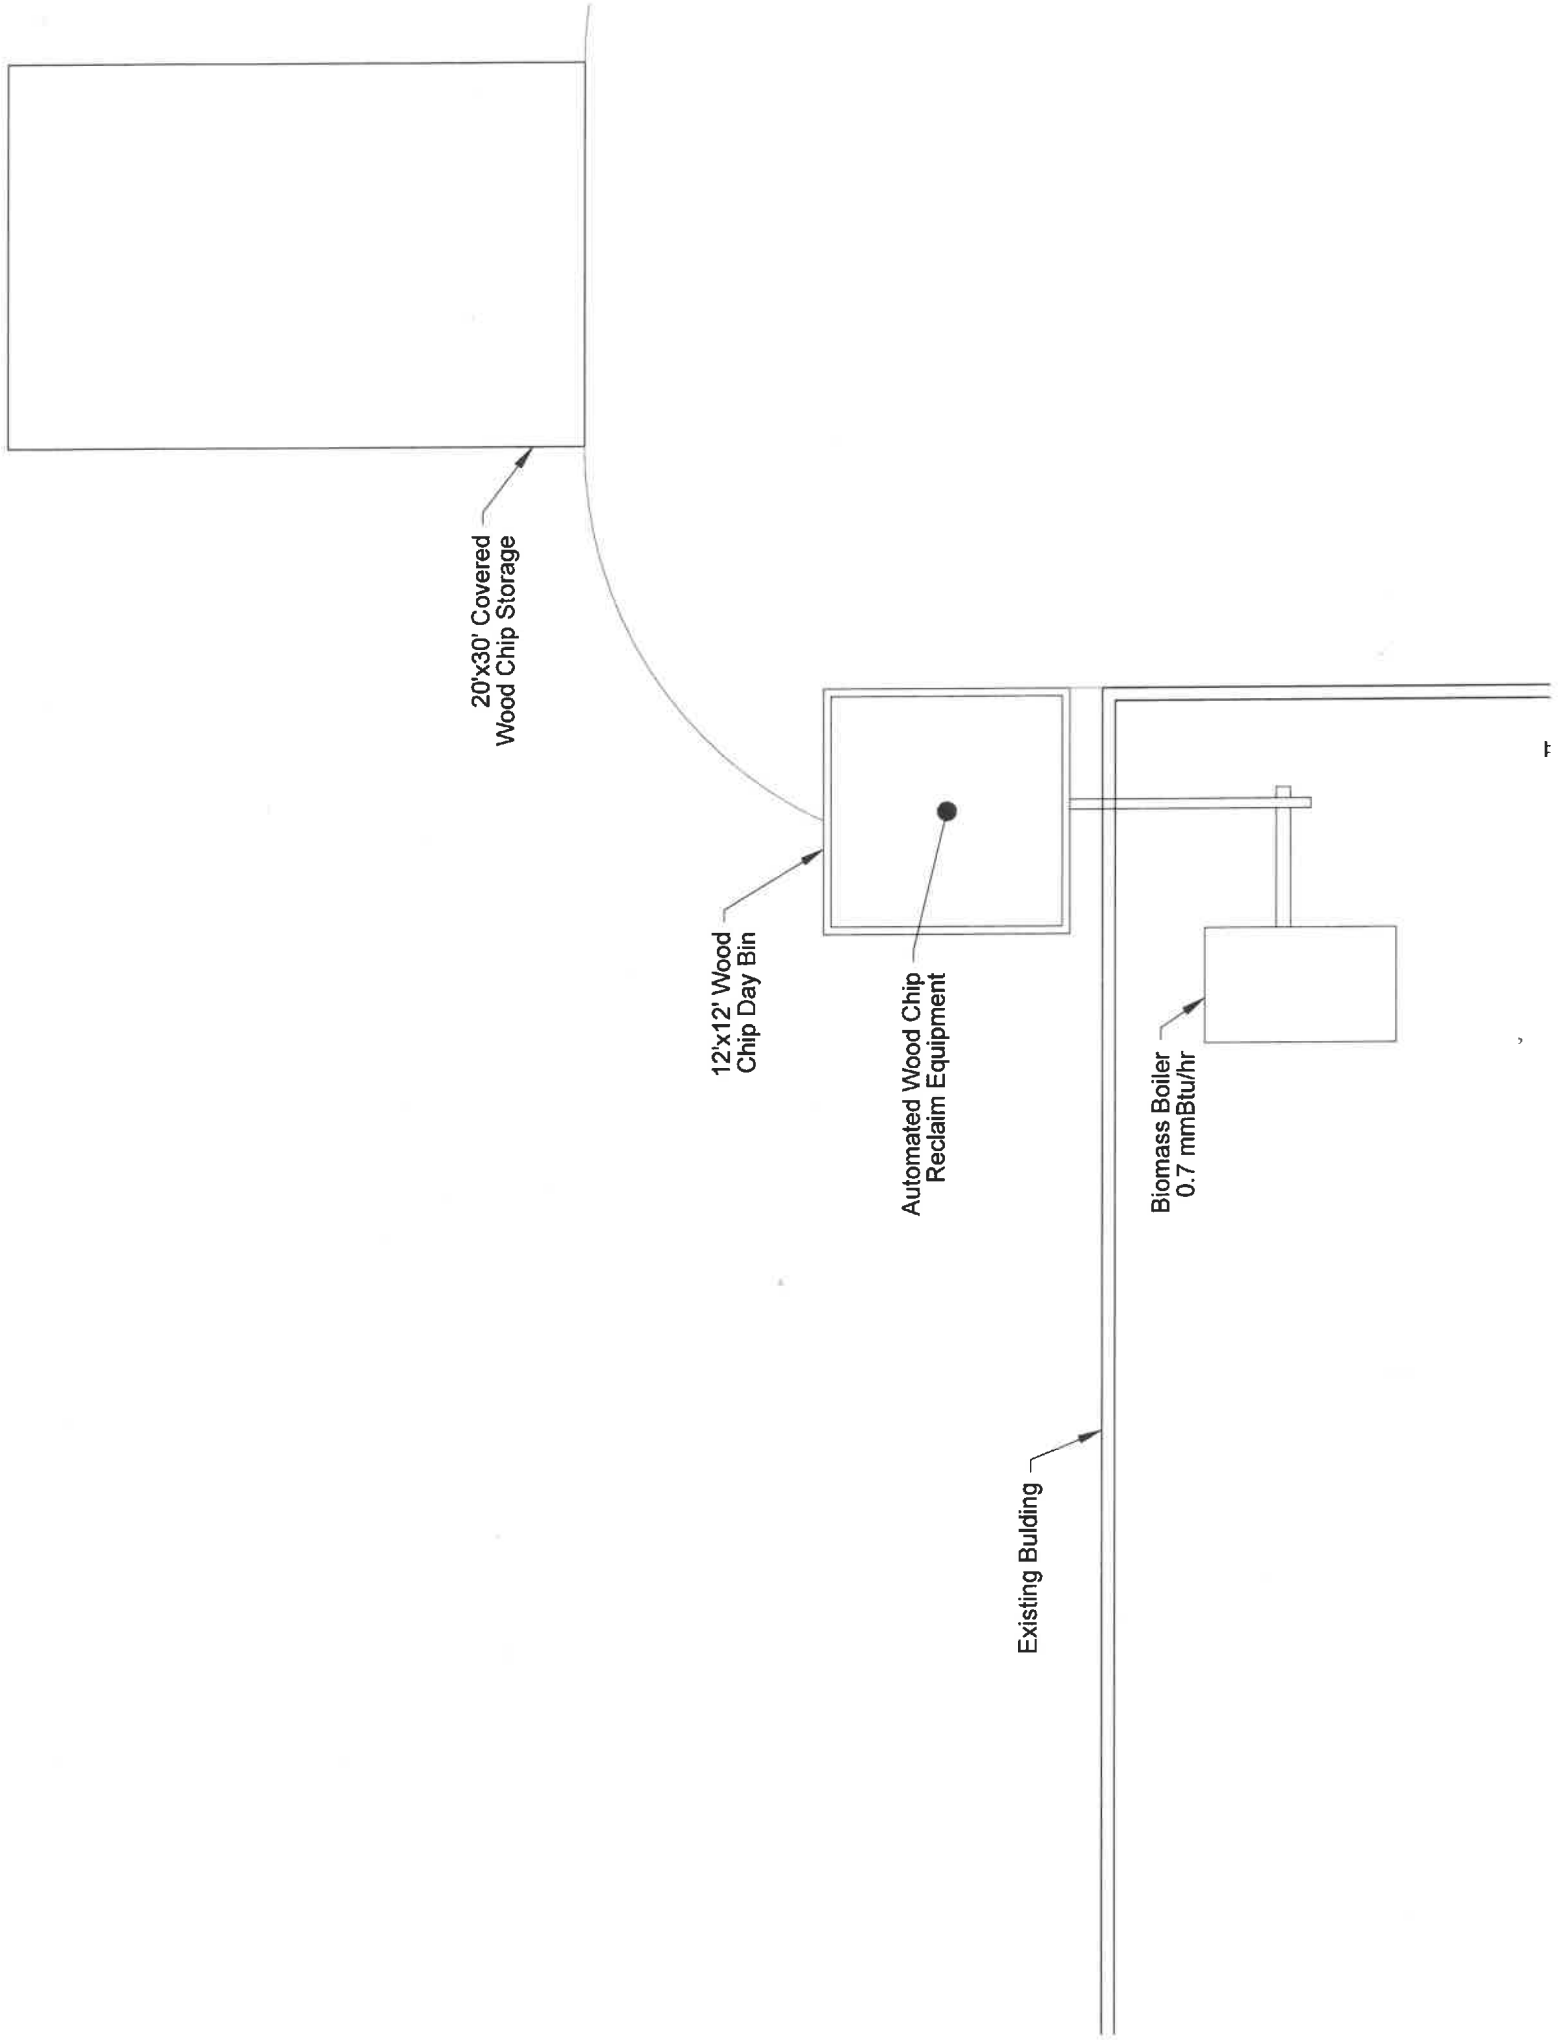 20'x30' Covered
Wood Chip Storage
12'x12' Wood
Chip Day Bin
Automated Wood Chip
Reclaim Equipment
Biomass Boiler
0.7 mmBtu/hr
Existing Bulding